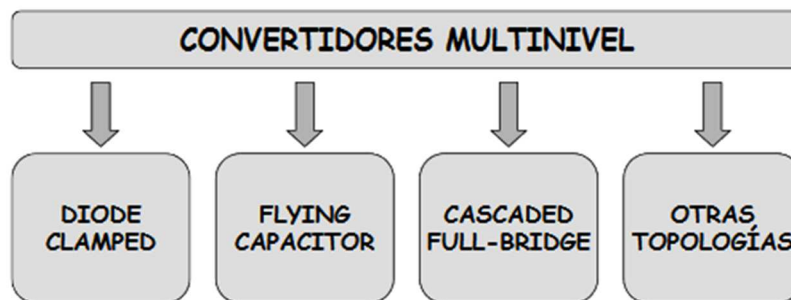 CONVERTIDORES MULTINIVEL
DIODE
CLAMPED
FLYING
CAPACITOR
CASCADED
FULL-BRIDGE
OTRAS
TOPOLOGÍAS